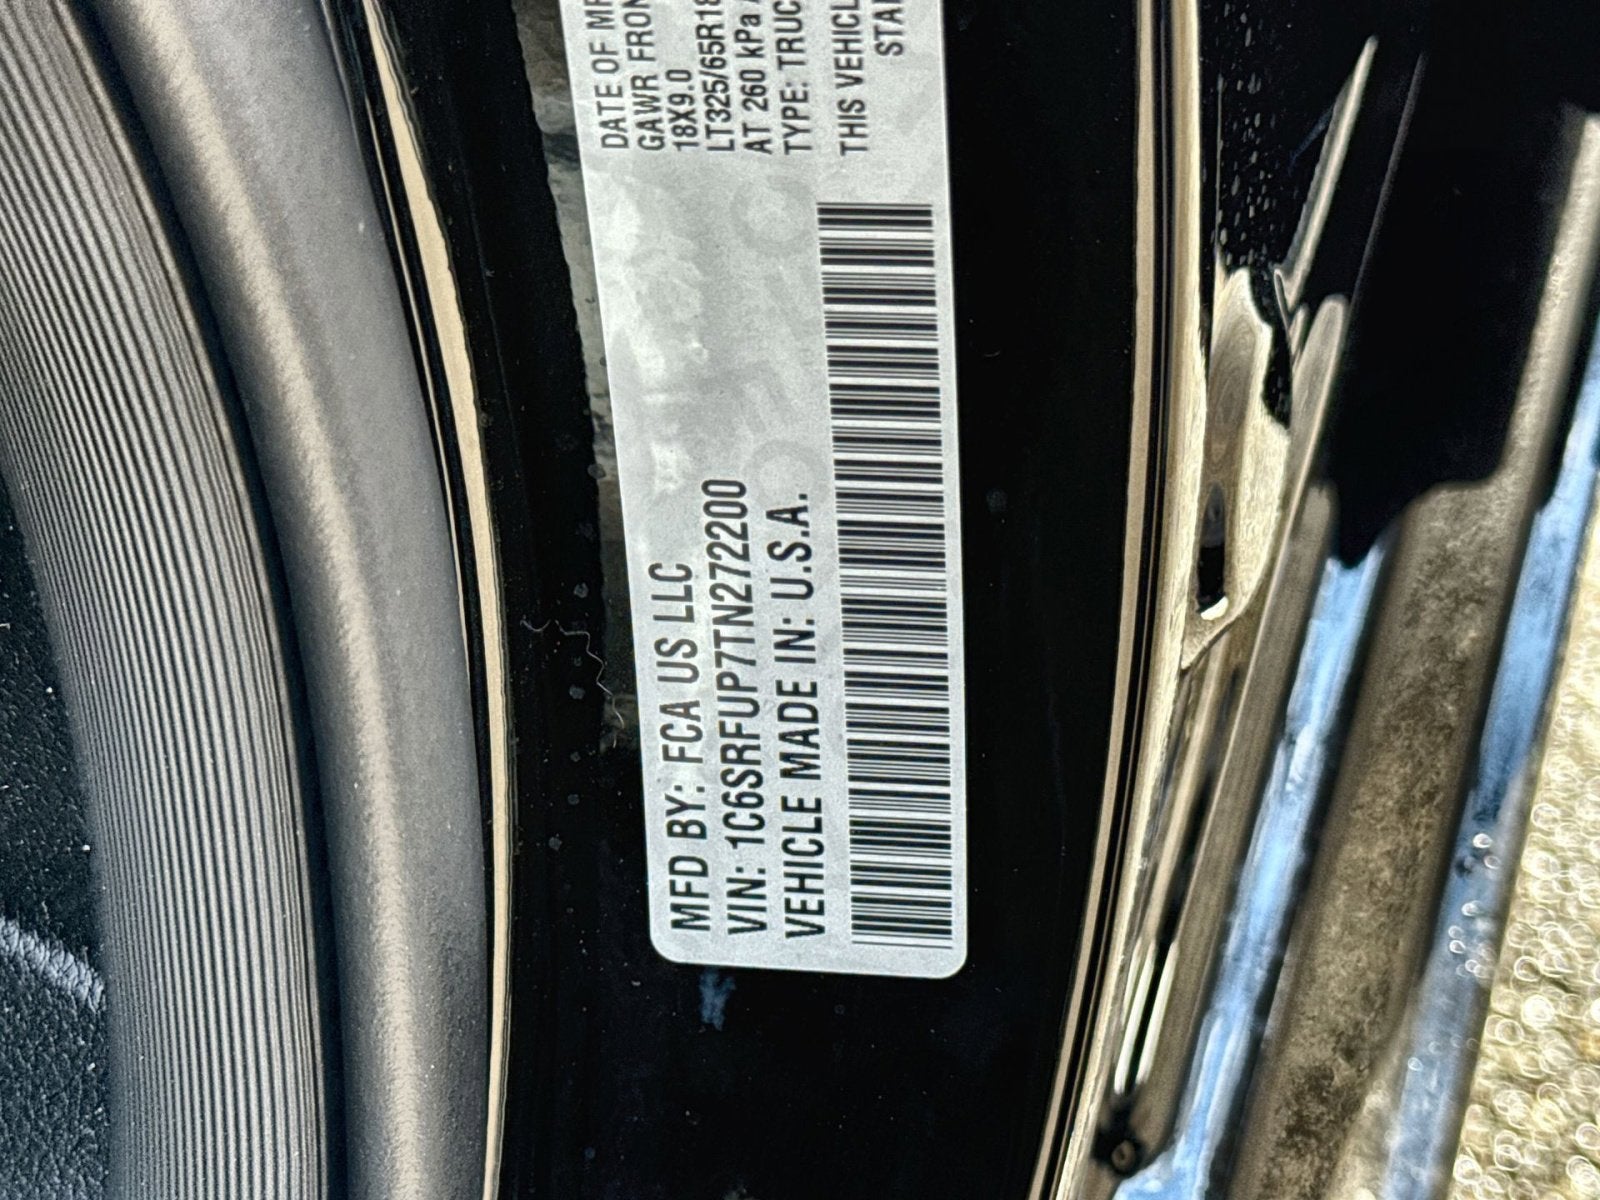 MFD BY: FCA US LLC
VIN: 1C6SRFUP7TN272200
VEHICLE MADE IN: U.S.A.
DATE OF
GAWR FRON
18X9.0
LT325/65R18
AT 260 kPa
TYPE: TRUC
THIS VEHICL
STAN